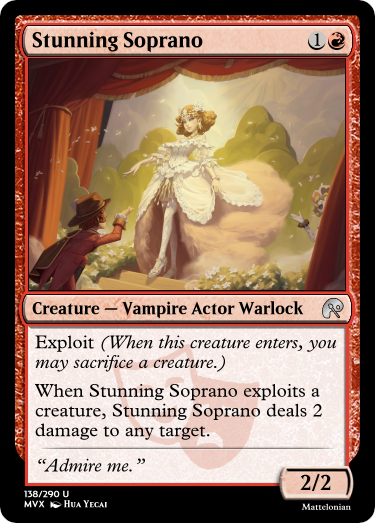 Stunning Soprano 1
Creature — Vampire Actor Warlock
Exploit (When this creature enters, you
may sacrifice a creature.)
When Stunning Soprano exploits a
creature, Stunning Soprano deals 2
damage to any target.
“Admire me.”
2/2
138/290 U
MVX Hua Yecai
Mattelonian